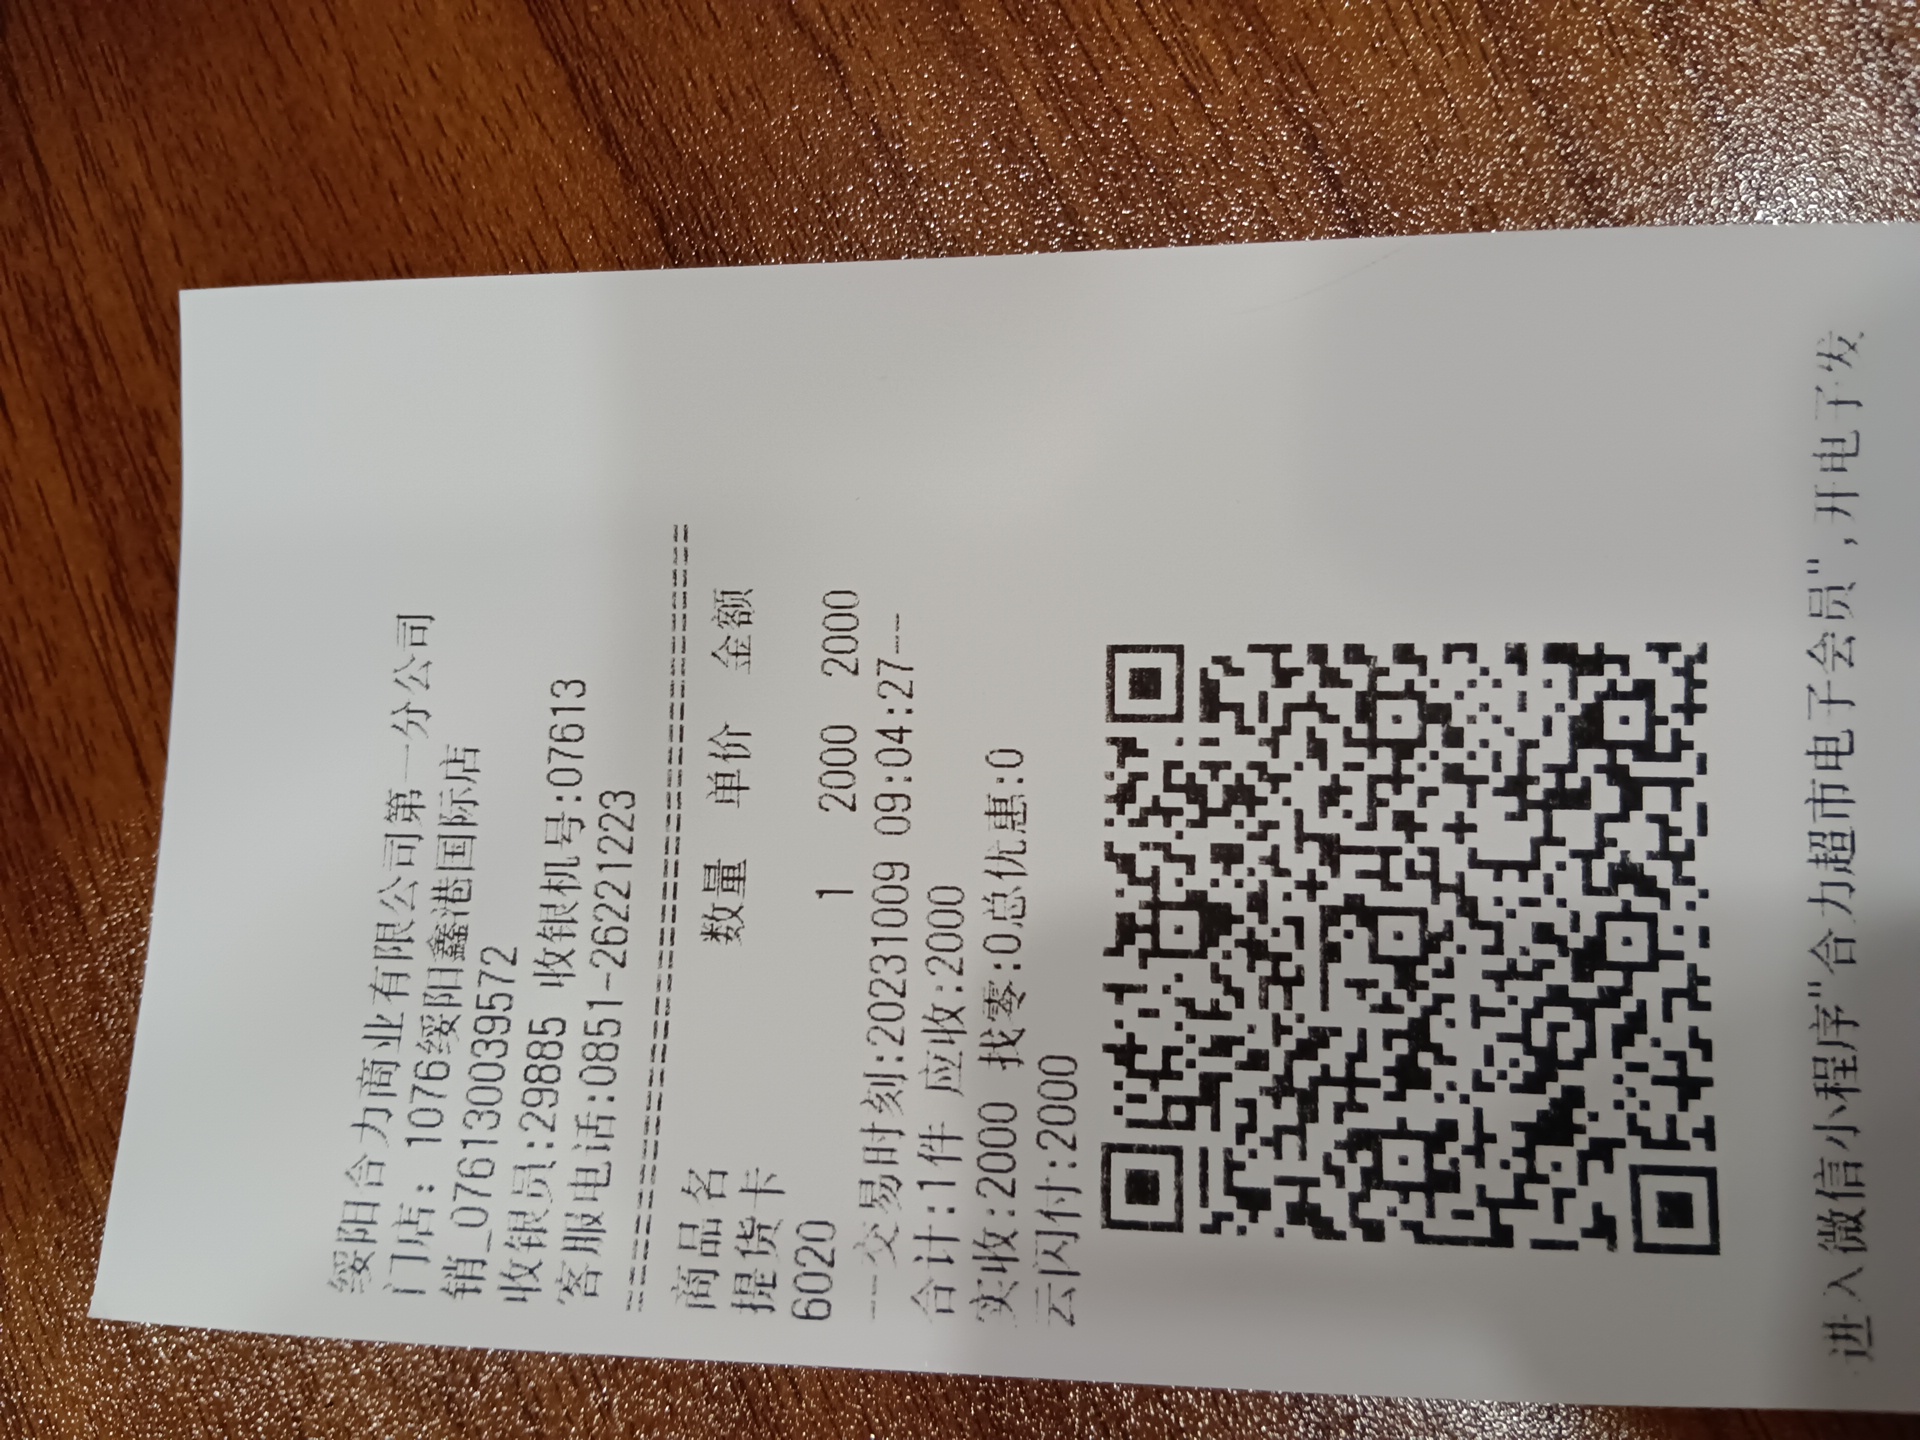 绥阳合力商业有限公司第一分公司
门店: 1076绥阳鑫港国际店
销_0761300039572
收银员:29885 收银机号:07613
客服电话:0851-26221223
================================
商品名 数量 单价 金额
提货卡
6020 1 2000 2000
--交易时刻:20231009 09:04:27--
合计:1件 应收:2000
实收:2000 找零:0总优惠:0
云闪付:2000
进入微信小程序"合力超市电子会员",开电子发